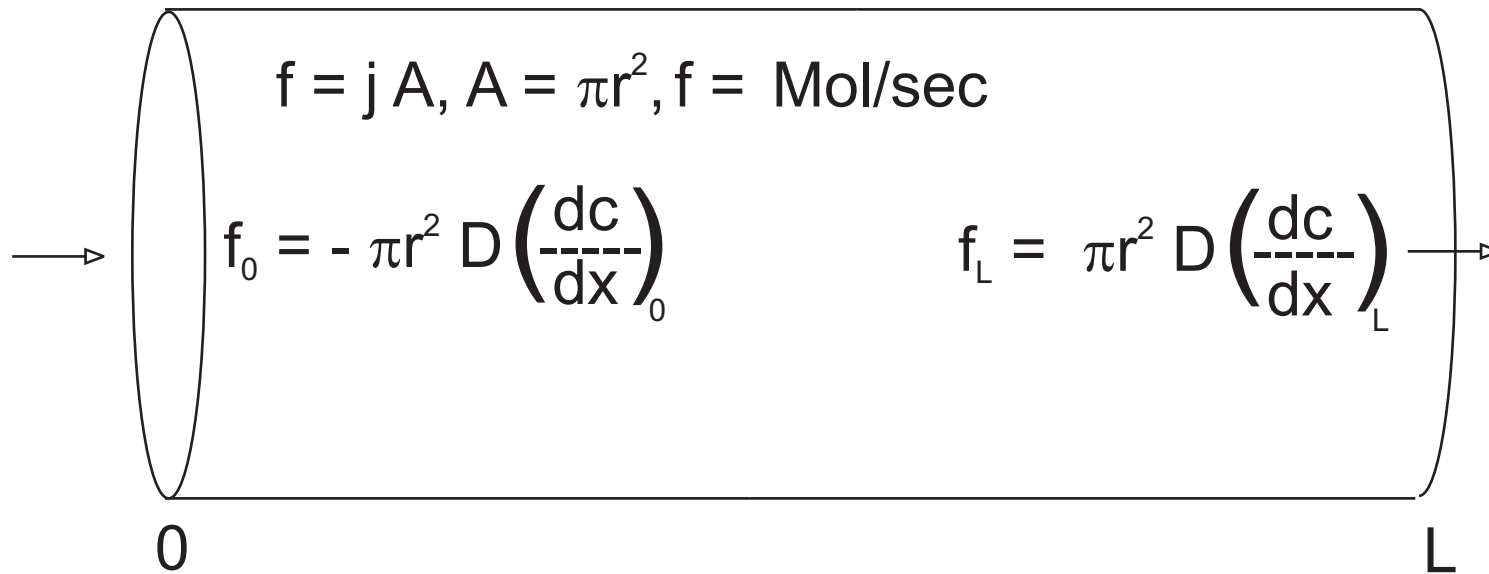 f = j A, A = πr², f = Mol/sec
f₀ = - πr² D (dc/dx)₀
f_L = πr² D (dc/dx)_L
0
L